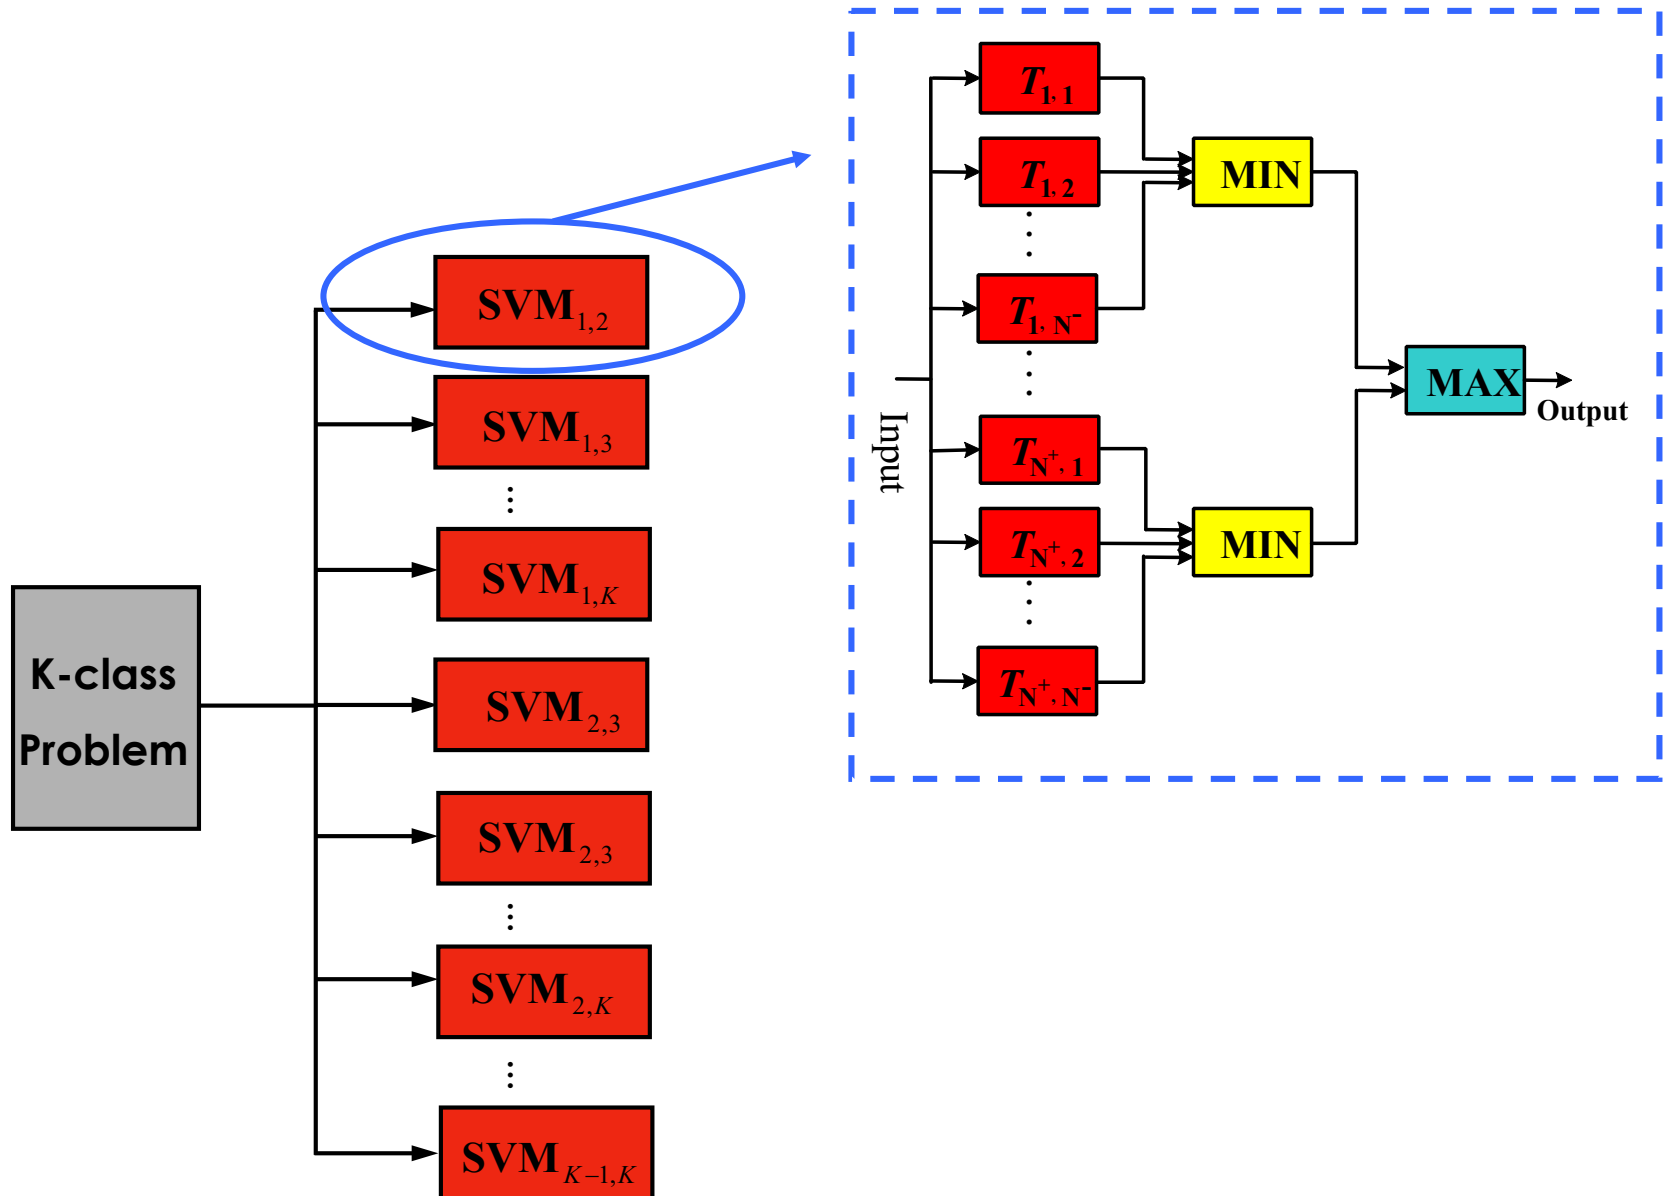 K-class
Problem
SVM1,2
SVM1,3
⋮
SVM1,K
SVM2,3
SVM2,3
⋮
SVM2,K
⋮
SVMK−1,K
Input
T1, 1
T1, 2
⋮
T1, N⁻
⋮
TN⁺, 1
TN⁺, 2
⋮
TN⁺, N⁻
MIN
MIN
MAX
Output